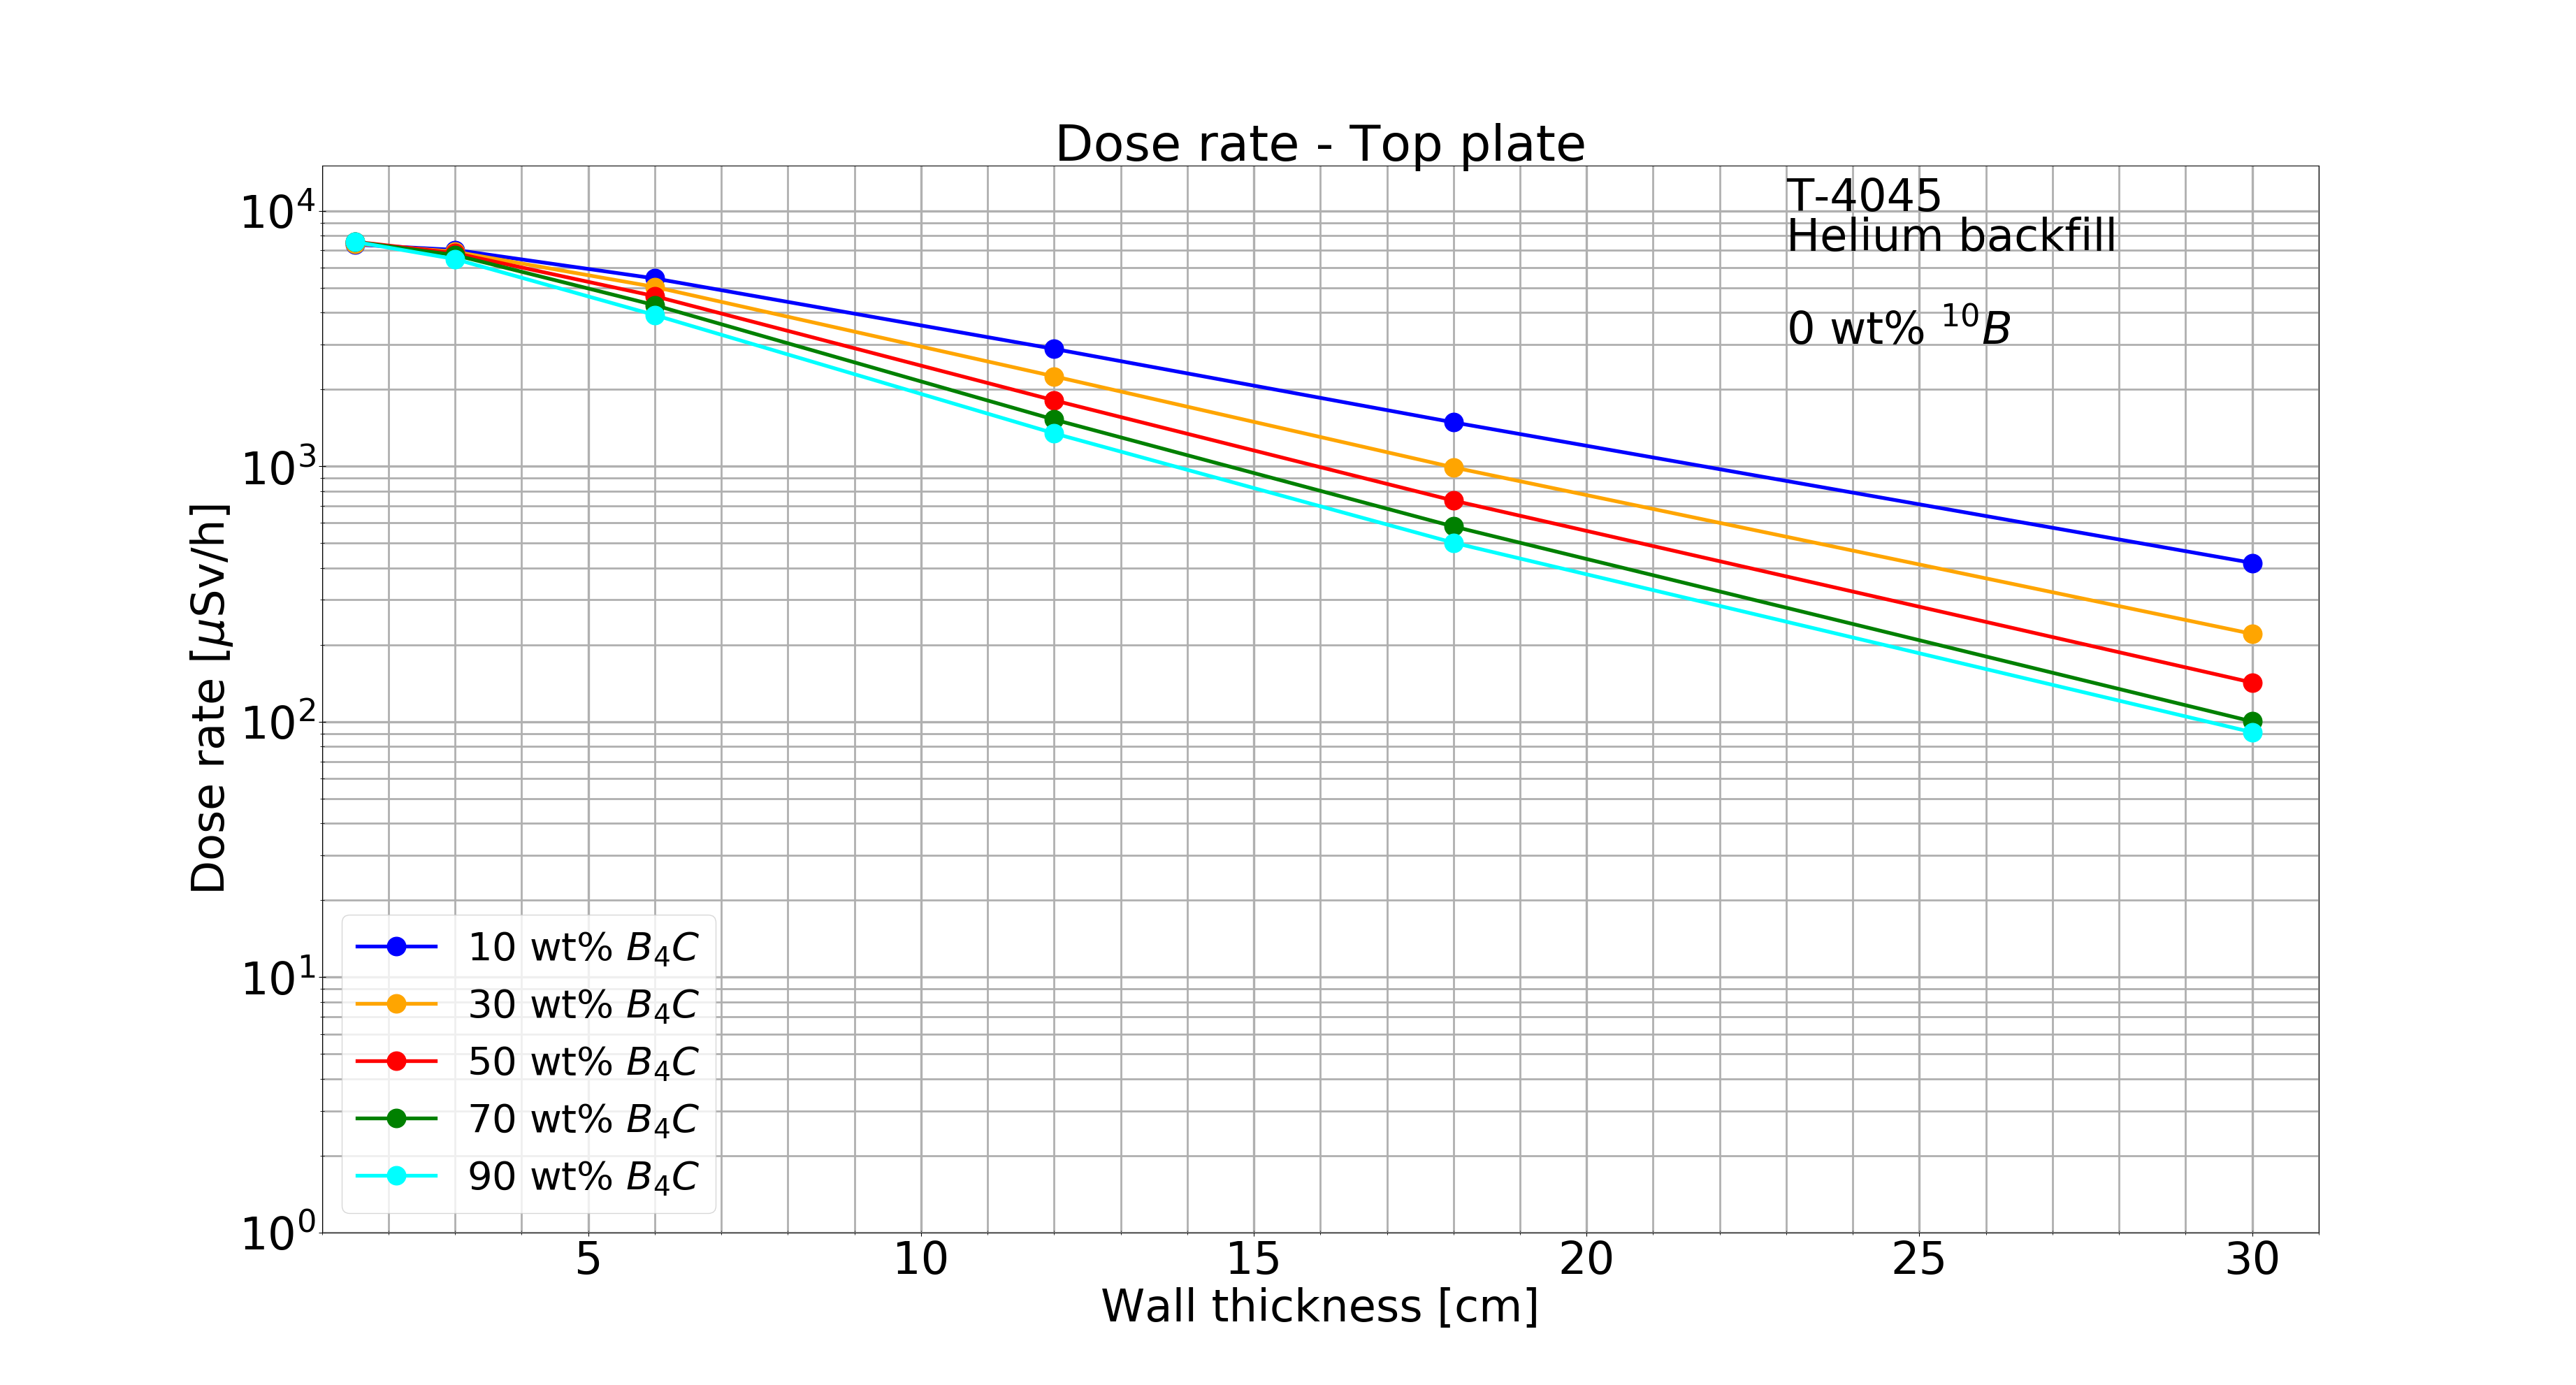 Dose rate - Top plate
T-4045
Helium backfill
0 wt% ¹⁰B
Dose rate [μSv/h]
10⁴
10³
10²
10¹
10⁰
10 wt% B₄C
30 wt% B₄C
50 wt% B₄C
70 wt% B₄C
90 wt% B₄C
5 10 15 20 25 30
Wall thickness [cm]